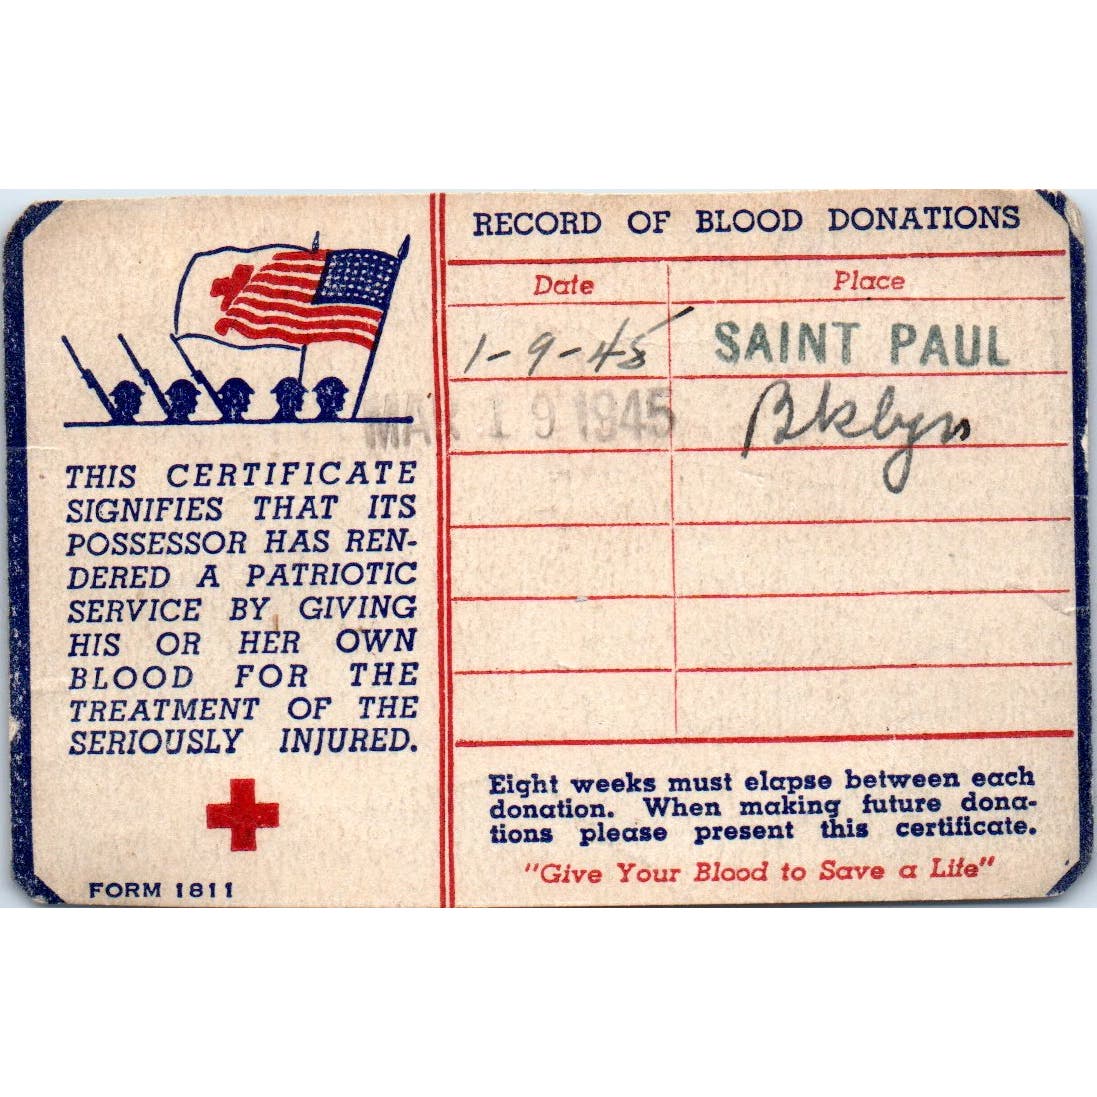 THIS CERTIFICATE
SIGNIFIES THAT ITS
POSSESSOR HAS REN-
DERED A PATRIOTIC
SERVICE BY GIVING
HIS OR HER OWN
BLOOD FOR THE
TREATMENT OF THE
SERIOUSLY INJURED.
FORM 1811
RECORD OF BLOOD DONATIONS
Date Place
1-9-45 SAINT PAUL
MAR 19 1945 Bklyn
Eight weeks must elapse between each
donation. When making future dona-
tions please present this certificate.
"Give Your Blood to Save a Life"